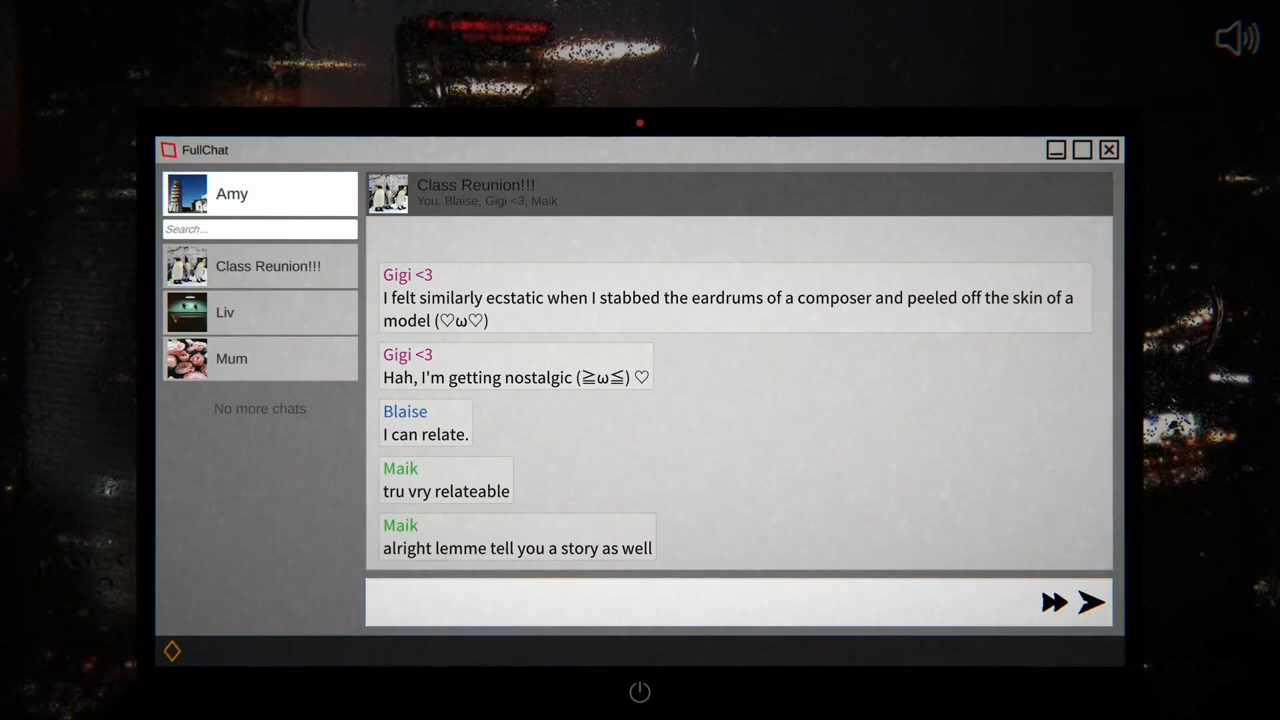 FullChat
Amy
Search...
Class Reunion!!!
Liv
Mum
No more chats
Class Reunion!!!
You, Blaise, Gigi <3, Maik
Gigi <3
I felt similarly ecstatic when I stabbed the eardrums of a composer and peeled off the skin of a
model (♡ω♡)
Gigi <3
Hah, I'm getting nostalgic (≧ω≦) ♡
Blaise
I can relate.
Maik
tru vry relateable
Maik
alright lemme tell you a story as well